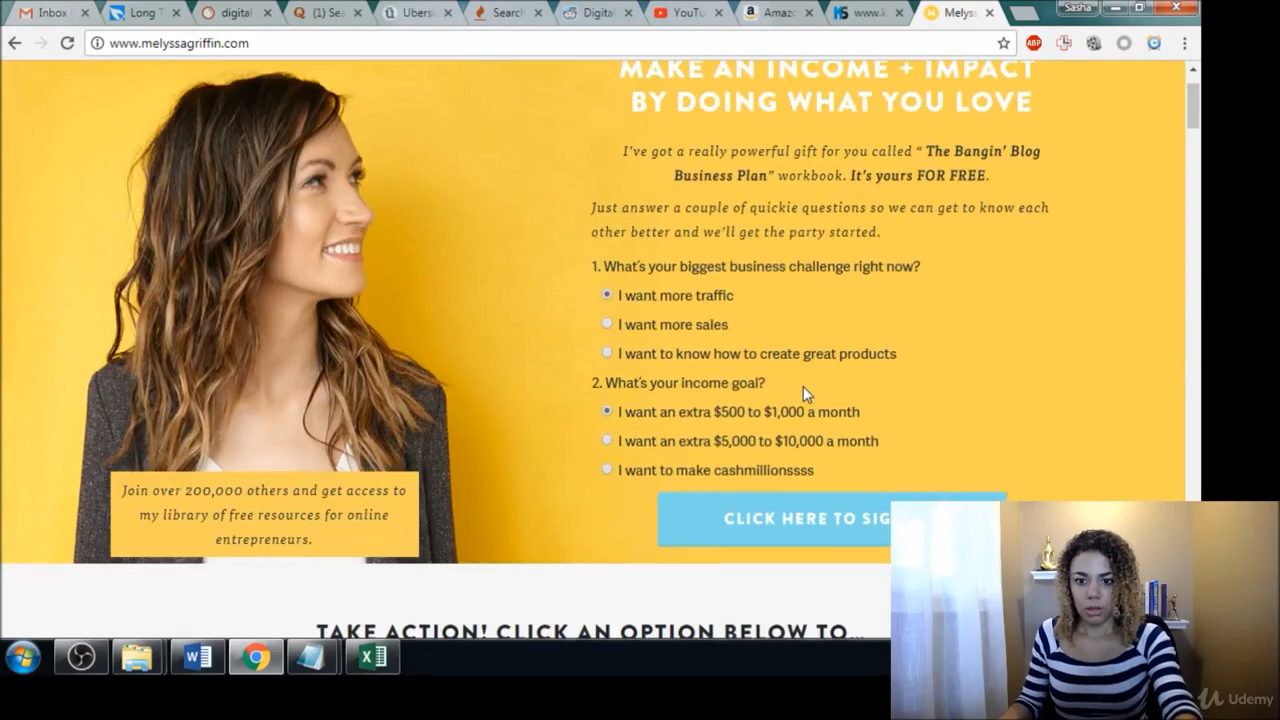 Inbox
Long T
digital
(1) Sea
Ubers
Search
Digita
YouTu
Amaz
www.k
Melys
Sasha
www.melyssagriffin.com
ABP
MAKE AN INCOME + IMPACT
BY DOING WHAT YOU LOVE
I've got a really powerful gift for you called “ The Bangin’ Blog
Business Plan” workbook. It's yours FOR FREE.
Just answer a couple of quickie questions so we can get to know each
other better and we’ll get the party started.
1. What's your biggest business challenge right now?
I want more traffic
I want more sales
I want to know how to create great products
2. What's your income goal?
I want an extra $500 to $1,000 a month
I want an extra $5,000 to $10,000 a month
I want to make cashmillionssss
CLICK HERE TO SIG
Join over 200,000 others and get access to
my library of free resources for online
entrepreneurs.
TAKE ACTION! CLICK AN OPTION BELOW TO...
Udemy